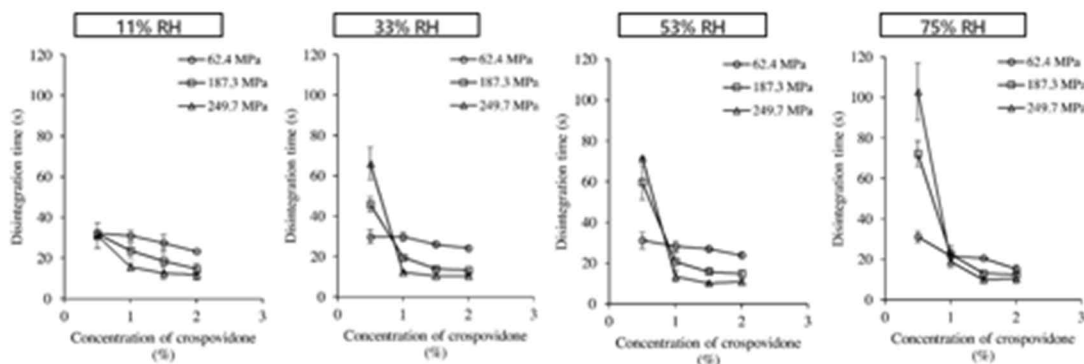 11% RH
120
100
80
60
40
20
0
Disintegration time (s)
62.4 MPa
187.3 MPa
249.7 MPa
0
1
2
3
Concentration of crospovidone
(%)
33% RH
120
100
80
60
40
20
0
Disintegration time (s)
62.4 MPa
187.3 MPa
249.7 MPa
0
1
2
3
Concentration of crospovidone
(%)
53% RH
120
100
80
60
40
20
0
Disintegration time (s)
62.4 MPa
187.3 MPa
249.7 MPa
0
1
2
3
Concentration of crospovidone
(%)
75% RH
120
100
80
60
40
20
0
Disintegration time (s)
62.4 MPa
187.3 MPa
249.7 MPa
0
1
2
3
Concentration of crospovidone
(%)